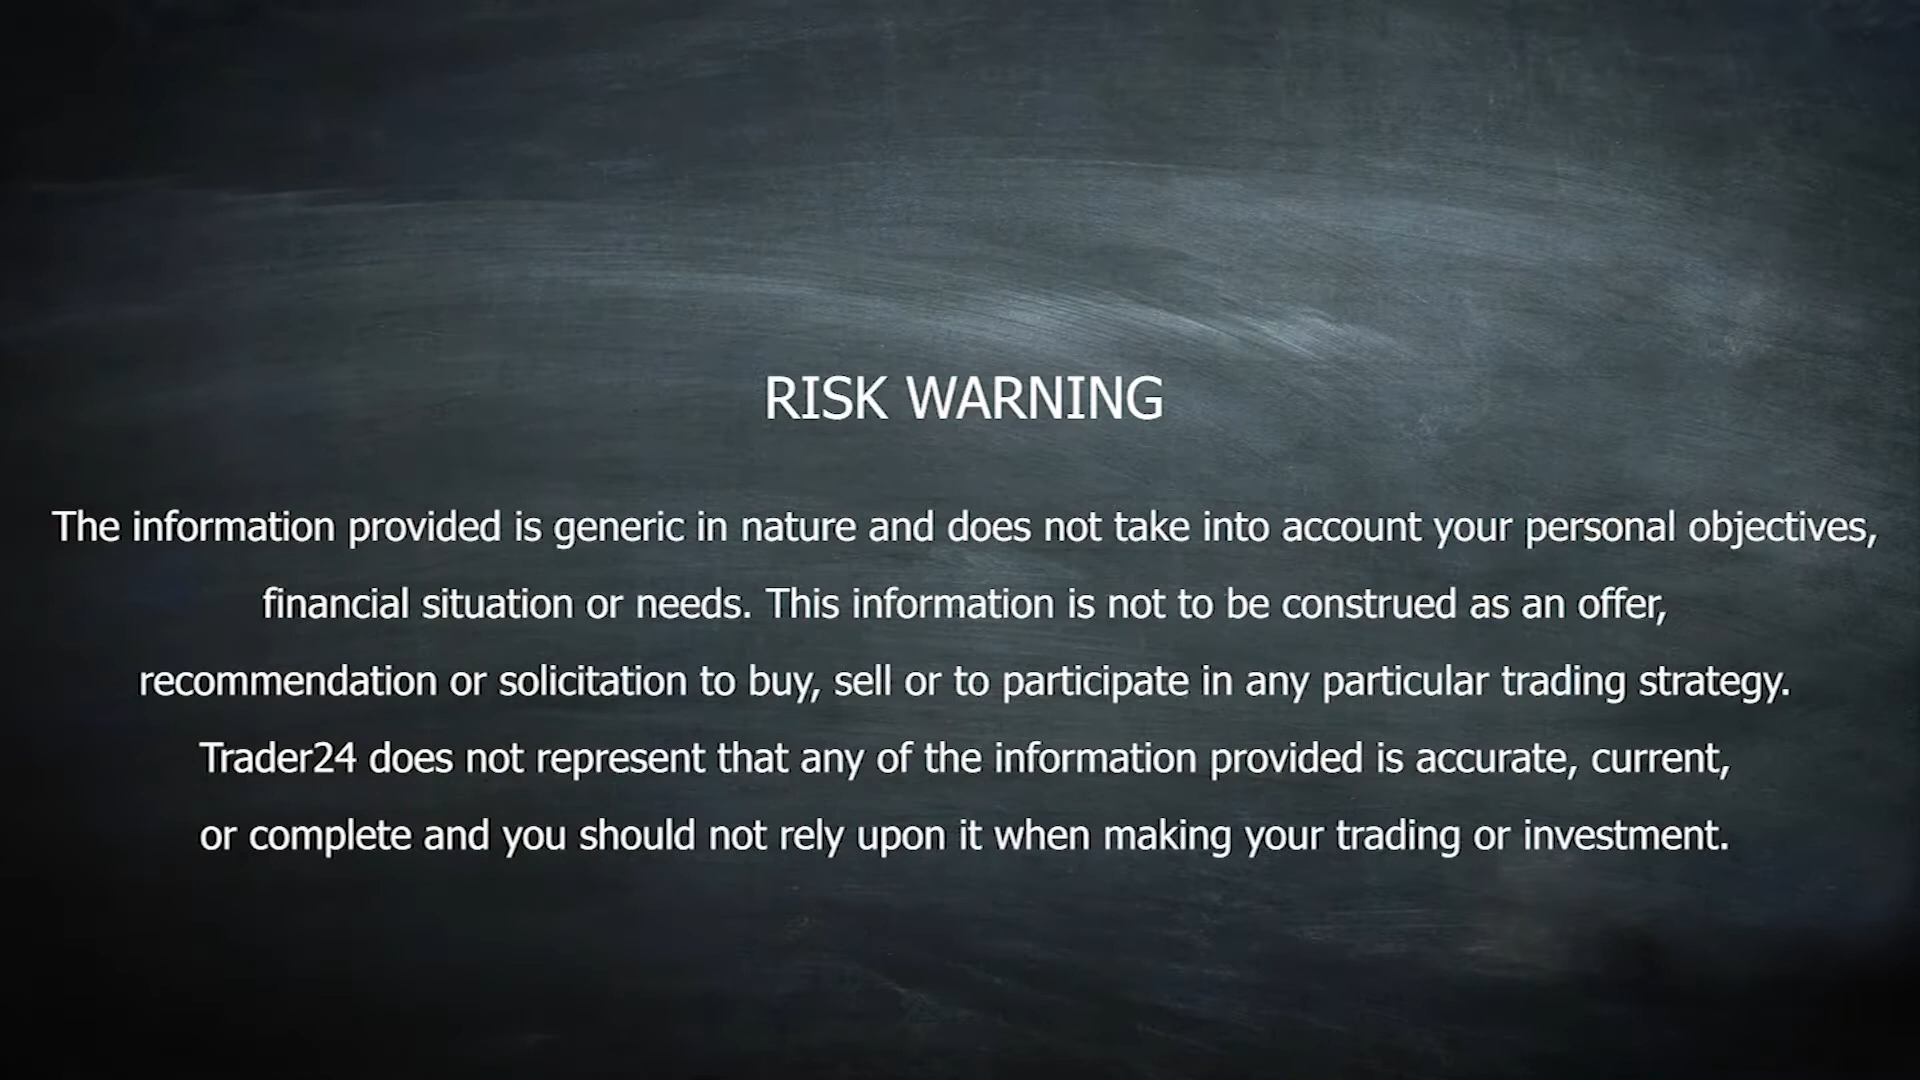 RISK WARNING
The information provided is generic in nature and does not take into account your personal objectives,
financial situation or needs. This information is not to be construed as an offer,
recommendation or solicitation to buy, sell or to participate in any particular trading strategy.
Trader24 does not represent that any of the information provided is accurate, current,
or complete and you should not rely upon it when making your trading or investment.